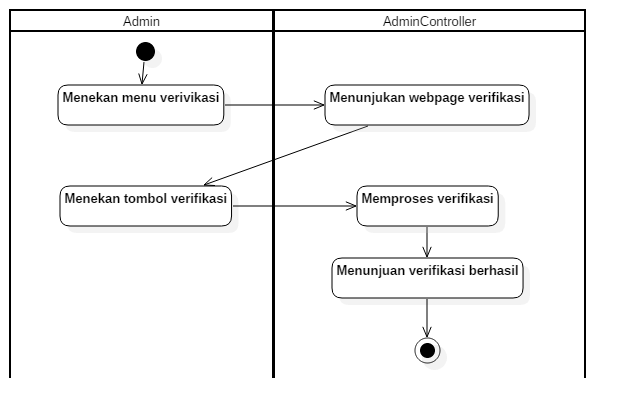 Admin
AdminController
Menekan menu verivikasi
Menunjukan webpage verifikasi
Menekan tombol verifikasi
Memproses verifikasi
Menunjuan verifikasi berhasil